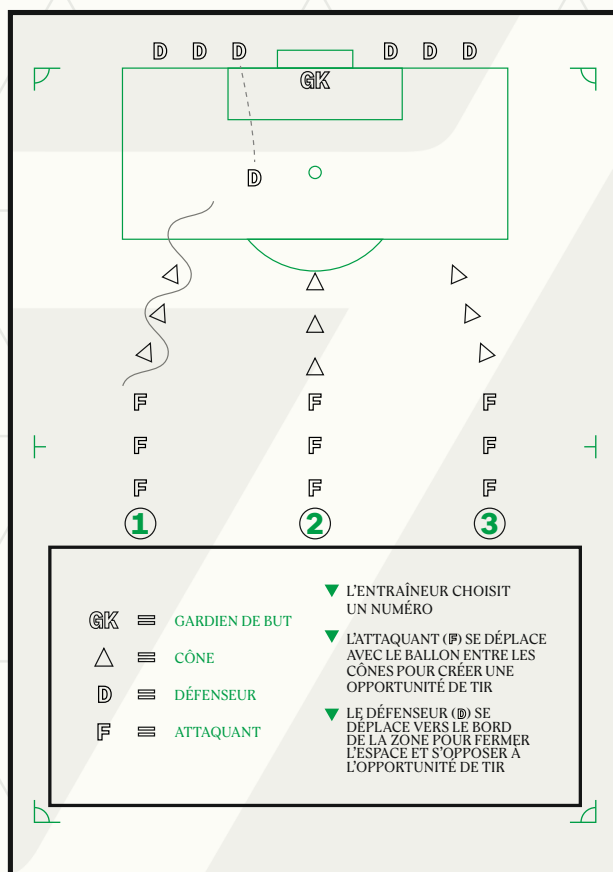 D D D D D D
GK
D
F F F
F F F
F F F
1 2 3
GK = GARDIEN DE BUT
△ = CÔNE
D = DÉFENSEUR
F = ATTAQUANT
▼ L'ENTRAÎNEUR CHOISIT
UN NUMÉRO
▼ L'ATTAQUANT (F) SE DÉPLACE
AVEC LE BALLON ENTRE LES
CÔNES POUR CRÉER UNE
OPPORTUNITÉ DE TIR
▼ LE DÉFENSEUR (D) SE
DÉPLACE VERS LE BORD
DE LA ZONE POUR FERMER
L'ESPACE ET S'OPPOSER À
L'OPPORTUNITÉ DE TIR